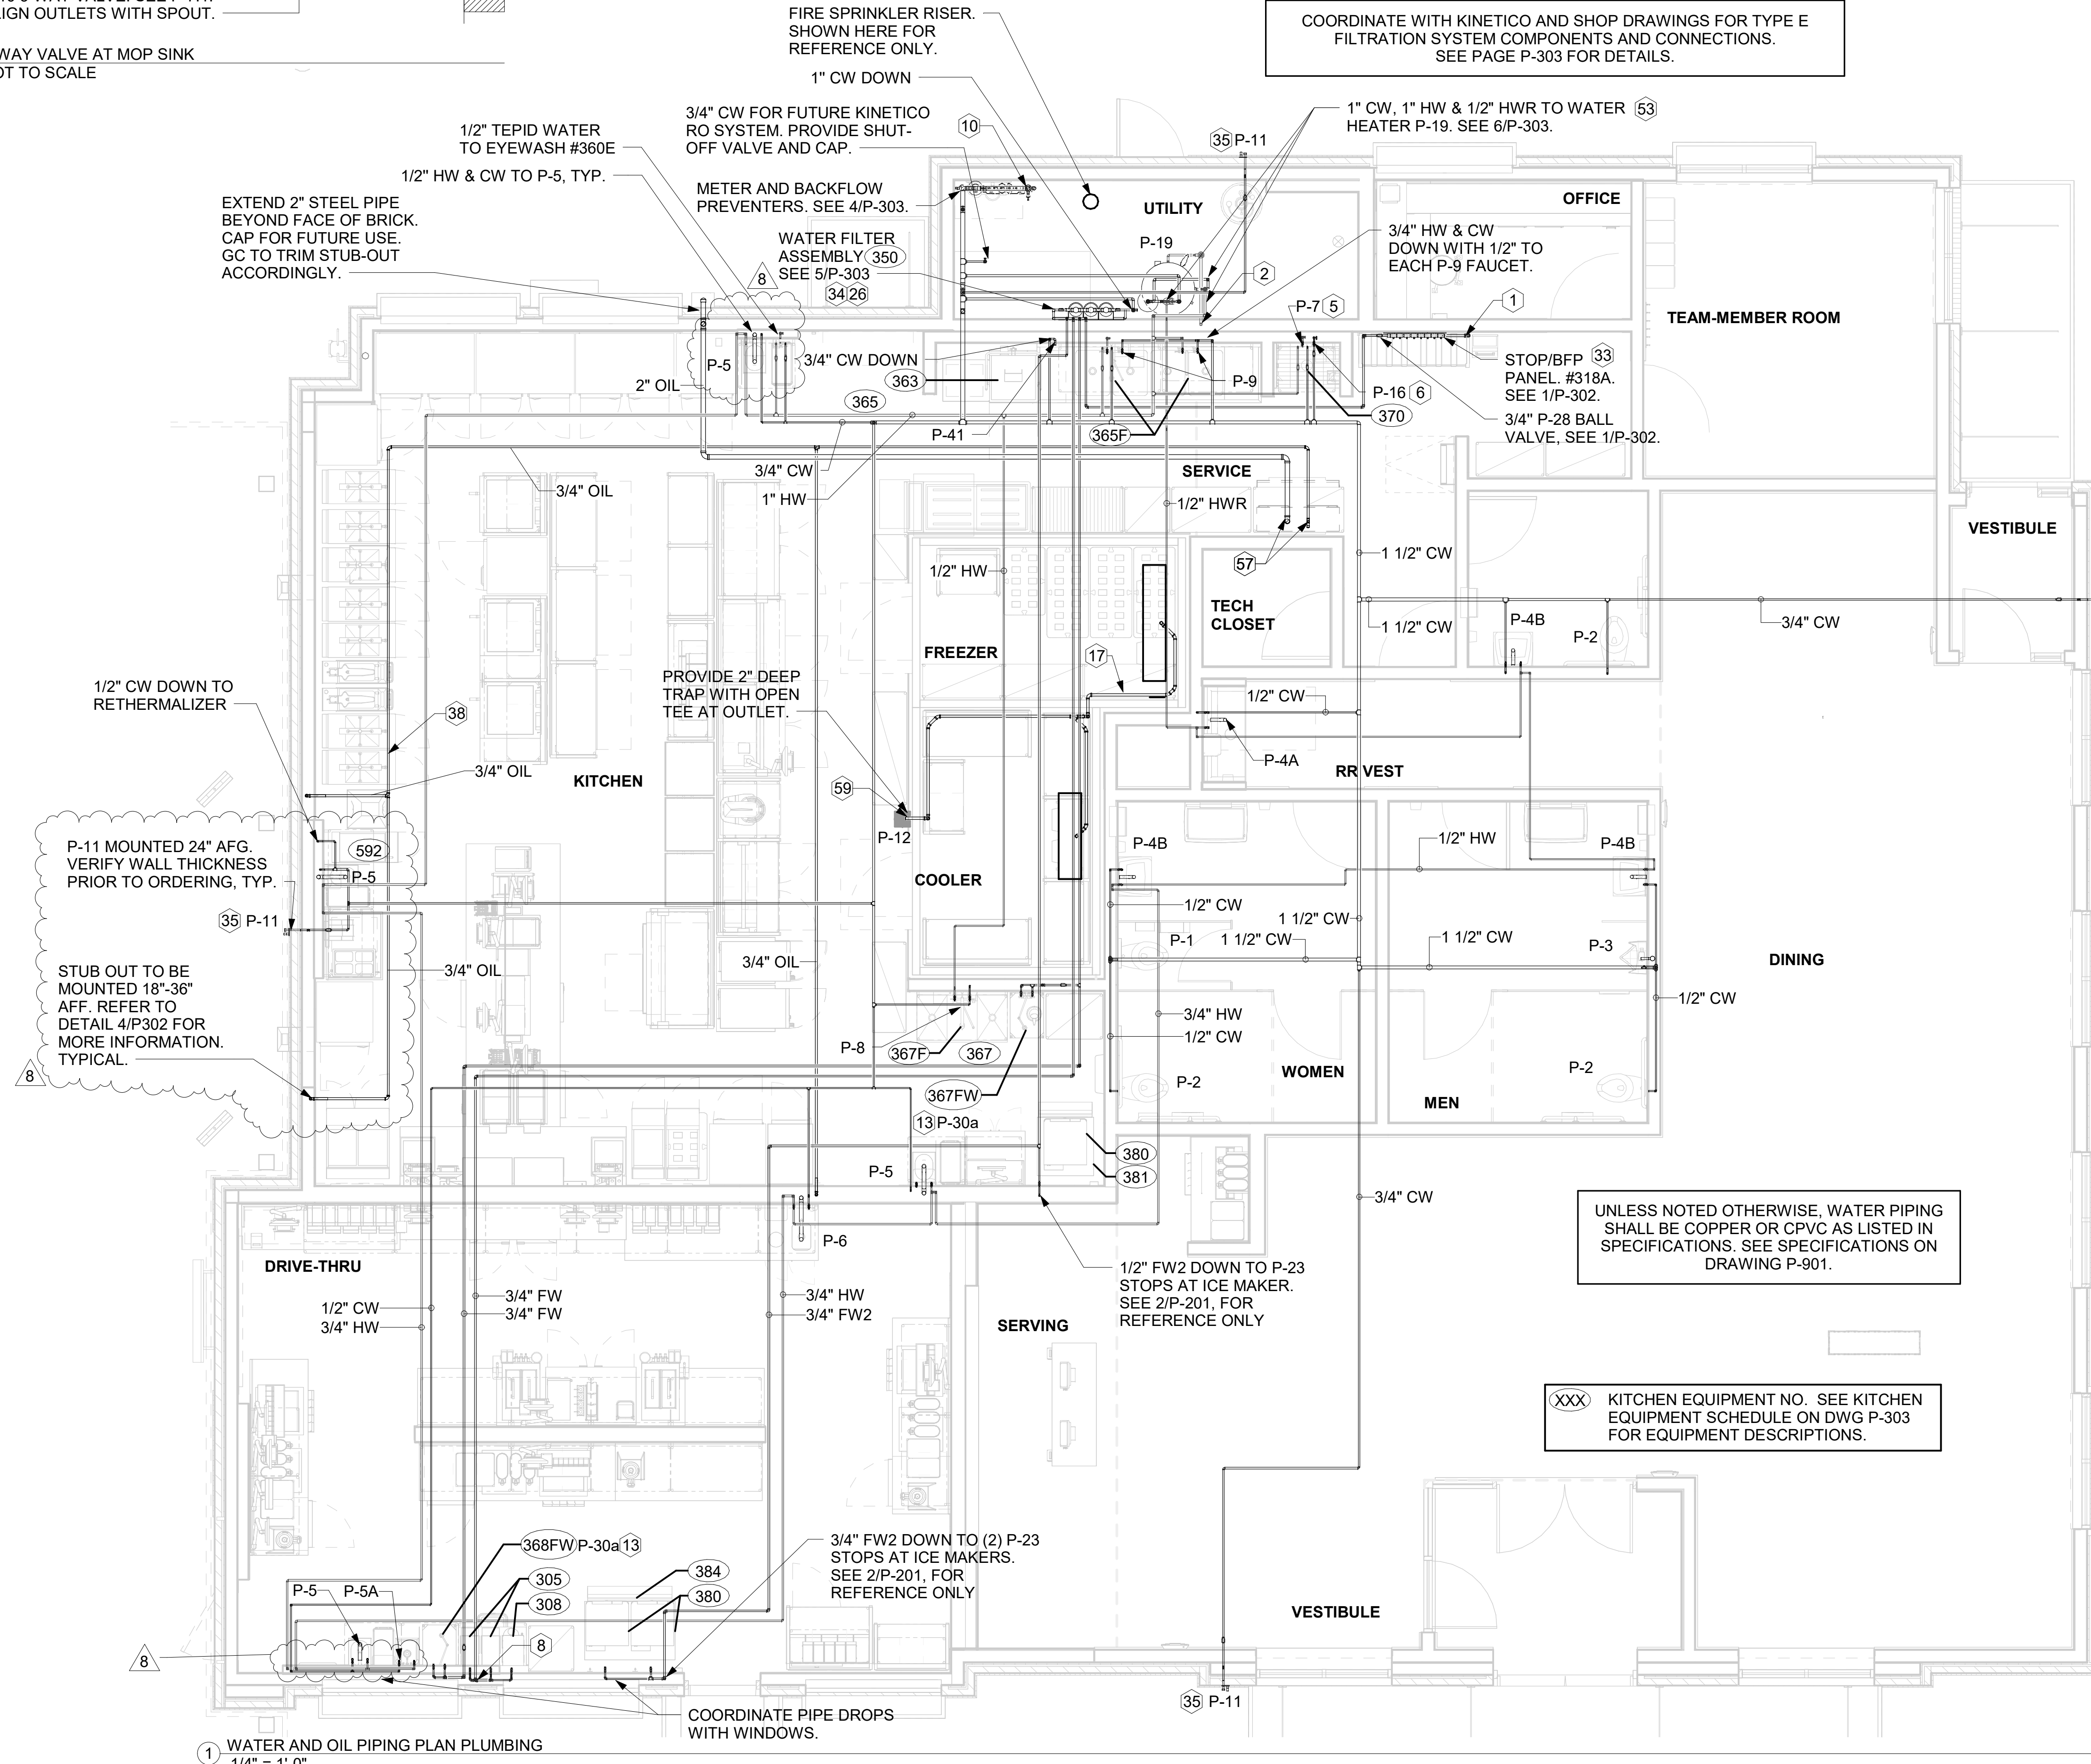 LIGN OUTLETS WITH SPOUT.
WAY VALVE AT MOP SINK
OT TO SCALE
FIRE SPRINKLER RISER.
SHOWN HERE FOR
REFERENCE ONLY.
COORDINATE WITH KINETICO AND SHOP DRAWINGS FOR TYPE E
FILTRATION SYSTEM COMPONENTS AND CONNECTIONS.
SEE PAGE P-303 FOR DETAILS.
1" CW DOWN
3/4" CW FOR FUTURE KINETICO
RO SYSTEM. PROVIDE SHUT-
OFF VALVE AND CAP.
10
1" CW, 1" HW & 1/2" HWR TO WATER 53
HEATER P-19. SEE 6/P-303.
1/2" TEPID WATER
TO EYEWASH #360E
35 P-11
1/2" HW & CW TO P-5, TYP.
METER AND BACKFLOW
PREVENTERS. SEE 4/P-303.
EXTEND 2" STEEL PIPE
BEYOND FACE OF BRICK.
CAP FOR FUTURE USE.
GC TO TRIM STUB-OUT
ACCORDINGLY.
UTILITY
OFFICE
WATER FILTER
ASSEMBLY 350
SEE 5/P-303
34 26
8
P-19
3/4" HW & CW
DOWN WITH 1/2" TO
EACH P-9 FAUCET.
2
P-7 5
1
TEAM-MEMBER ROOM
P-5
3/4" CW DOWN
2" OIL
363
365
P-41
365F
P-9
P-16 6
370
STOP/BFP 33
PANEL. #318A.
SEE 1/P-302.
3/4" P-28 BALL
VALVE, SEE 1/P-302.
3/4" CW
1" HW
3/4" OIL
SERVICE
1/2" HWR
VESTIBULE
1 1/2" CW
57
1/2" HW
TECH
CLOSET
1 1/2" CW
P-4B
P-2
3/4" CW
FREEZER
17
PROVIDE 2" DEEP
TRAP WITH OPEN
TEE AT OUTLET.
1/2" CW DOWN TO
RETHERMALIZER
38
1/2" CW
P-4A
RR VEST
3/4" OIL
KITCHEN
59
P-12
P-11 MOUNTED 24" AFG.
VERIFY WALL THICKNESS
PRIOR TO ORDERING, TYP.
592
P-5
35 P-11
COOLER
P-4B
1/2" HW
P-4B
1/2" CW
1 1/2" CW
P-1
1 1/2" CW
1 1/2" CW
P-3
DINING
STUB OUT TO BE
MOUNTED 18"-36"
AFF. REFER TO
DETAIL 4/P302 FOR
MORE INFORMATION.
TYPICAL.
8
3/4" OIL
3/4" OIL
1/2" CW
3/4" HW
1/2" CW
P-8
367F
367
WOMEN
P-2
P-2
MEN
367FW
13 P-30a
380
381
P-5
3/4" CW
P-6
UNLESS NOTED OTHERWISE, WATER PIPING
SHALL BE COPPER OR CPVC AS LISTED IN
SPECIFICATIONS. SEE SPECIFICATIONS ON
DRAWING P-901.
DRIVE-THRU
1/2" FW2 DOWN TO P-23
STOPS AT ICE MAKER.
SEE 2/P-201, FOR
REFERENCE ONLY
1/2" CW
3/4" HW
3/4" FW
3/4" FW
3/4" HW
3/4" FW2
SERVING
XXX
KITCHEN EQUIPMENT NO. SEE KITCHEN
EQUIPMENT SCHEDULE ON DWG P-303
FOR EQUIPMENT DESCRIPTIONS.
368FW P-30a 13
305
308
384
380
3/4" FW2 DOWN TO (2) P-23
STOPS AT ICE MAKERS.
SEE 2/P-201, FOR
REFERENCE ONLY
P-5
P-5A
8
8
VESTIBULE
35 P-11
COORDINATE PIPE DROPS
WITH WINDOWS.
1
WATER AND OIL PIPING PLAN PLUMBING
1/4" = 1'-0"